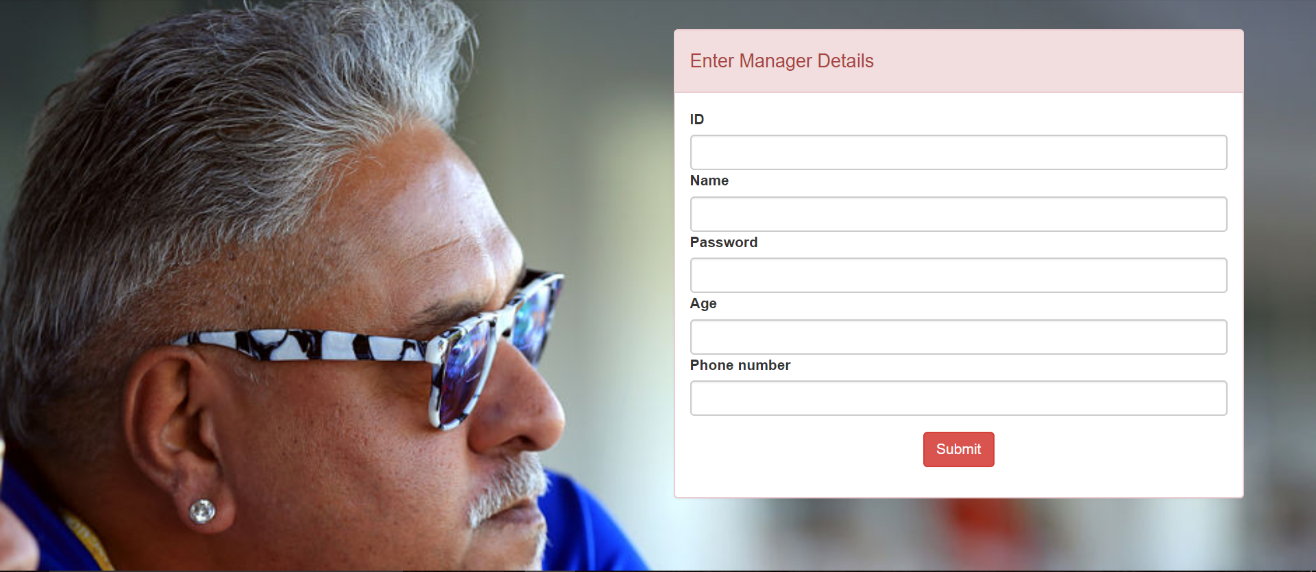 Enter Manager Details
ID
Name
Password
Age
Phone number
Submit